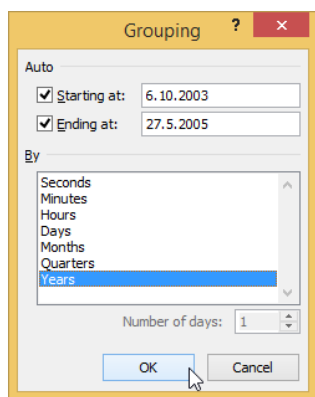 Grouping ?
Auto
Starting at: 6.10.2003
Ending at: 27.5.2005
By
Seconds
Minutes
Hours
Days
Months
Quarters
Years
Number of days: 1
OK Cancel